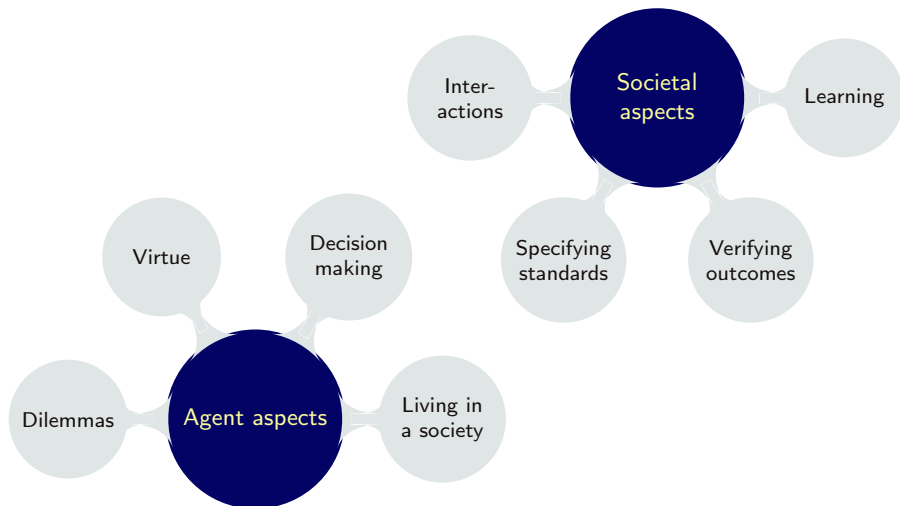 Inter-
actions
Societal
aspects
Learning
Specifying
standards
Verifying
outcomes
Virtue
Decision
making
Dilemmas
Agent aspects
Living in
a society